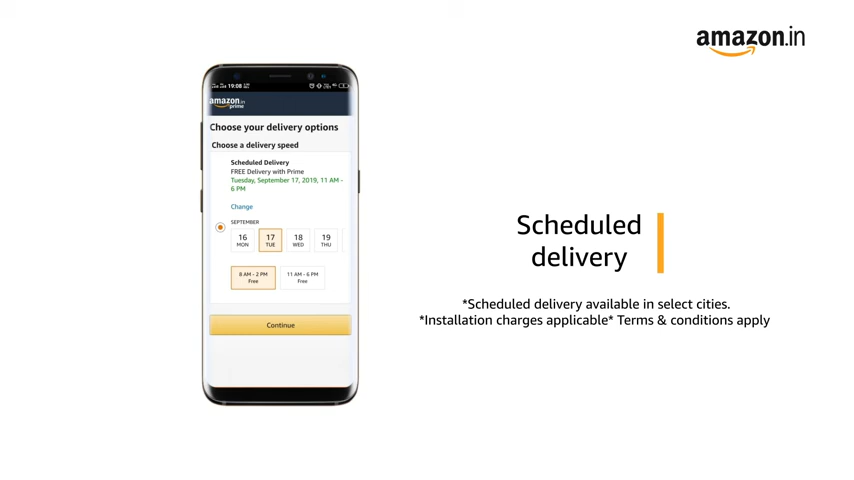 amazon.in
19:08
amazon.in
prime
Choose your delivery options
Choose a delivery speed
Scheduled Delivery
FREE Delivery with Prime
Tuesday, September 17, 2019, 11 AM -
6 PM
Change
SEPTEMBER
16 17 18 19
MON TUE WED THU
8 AM - 2 PM 11 AM - 6 PM
Free Free
Continue
Scheduled
delivery
*Scheduled delivery available in select cities.
*Installation charges applicable* Terms & conditions apply